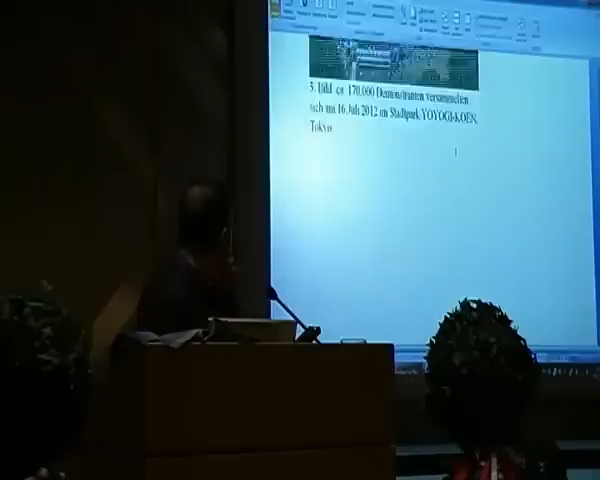 5. Bild ca 170.000 Demonstranten versammelten
sich am 16.Juli 2012 im Stadtpark YOYOGI-KOEN,
Tokyo